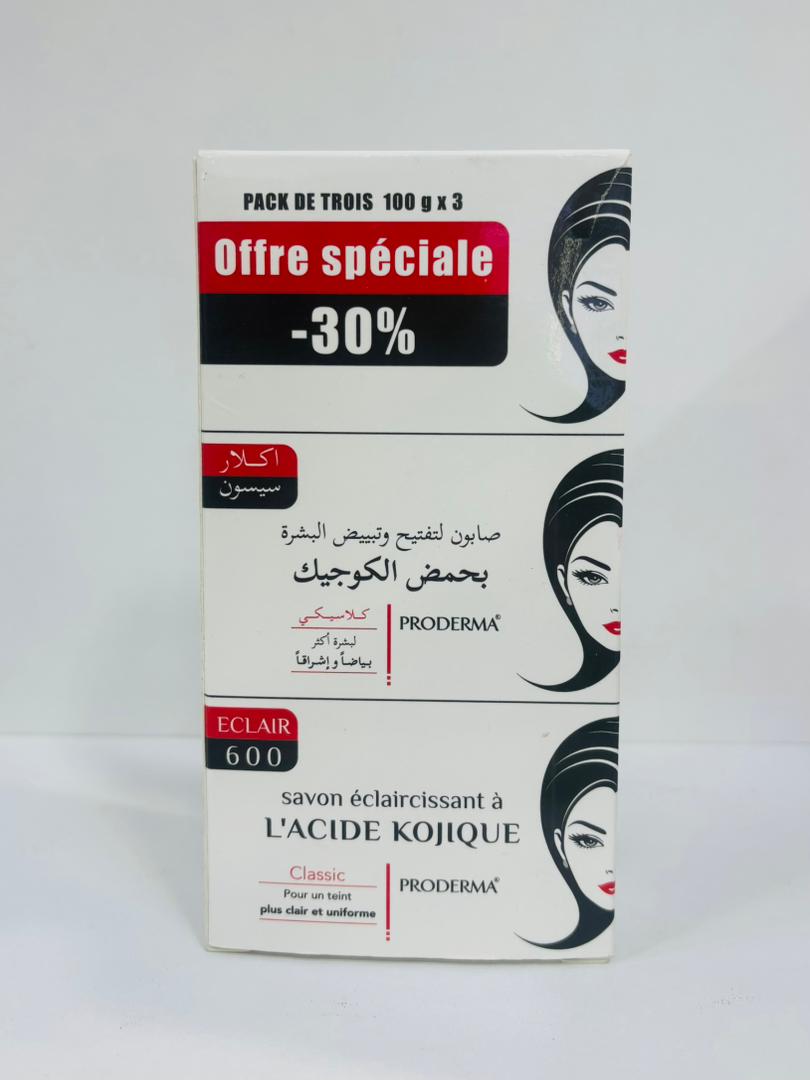 PACK DE TROIS 100 g x 3
Offre spéciale
-30%
اكلار
سيسون
صابون لتفتيح وتبييض البشرة
بحمض الكوجيك
كلاسيكي
لبشرة أكثر
بياضاً وإشراقاً
PRODERMA®
ECLAIR
600
savon éclaircissant à
L'ACIDE KOJIQUE
Classic
Pour un teint
plus clair et uniforme
PRODERMA®